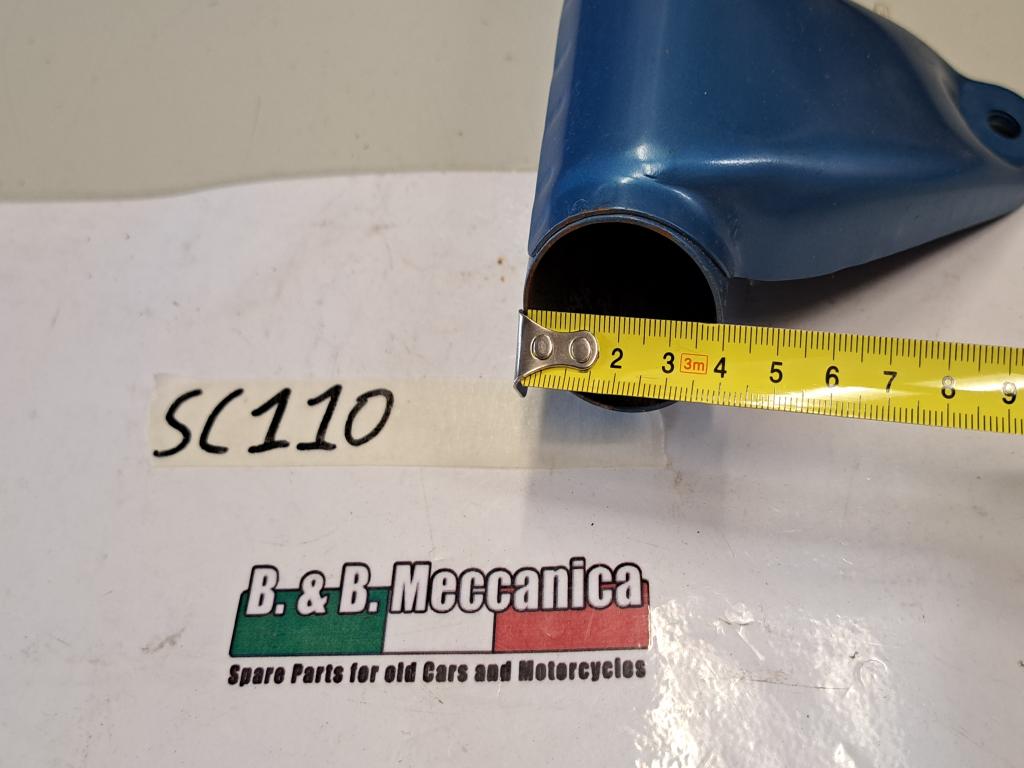 2 3 3m 4 5 6 7 8 9
SC110
B. & B. Meccanica
Spare Parts for old Cars and Motorcycles